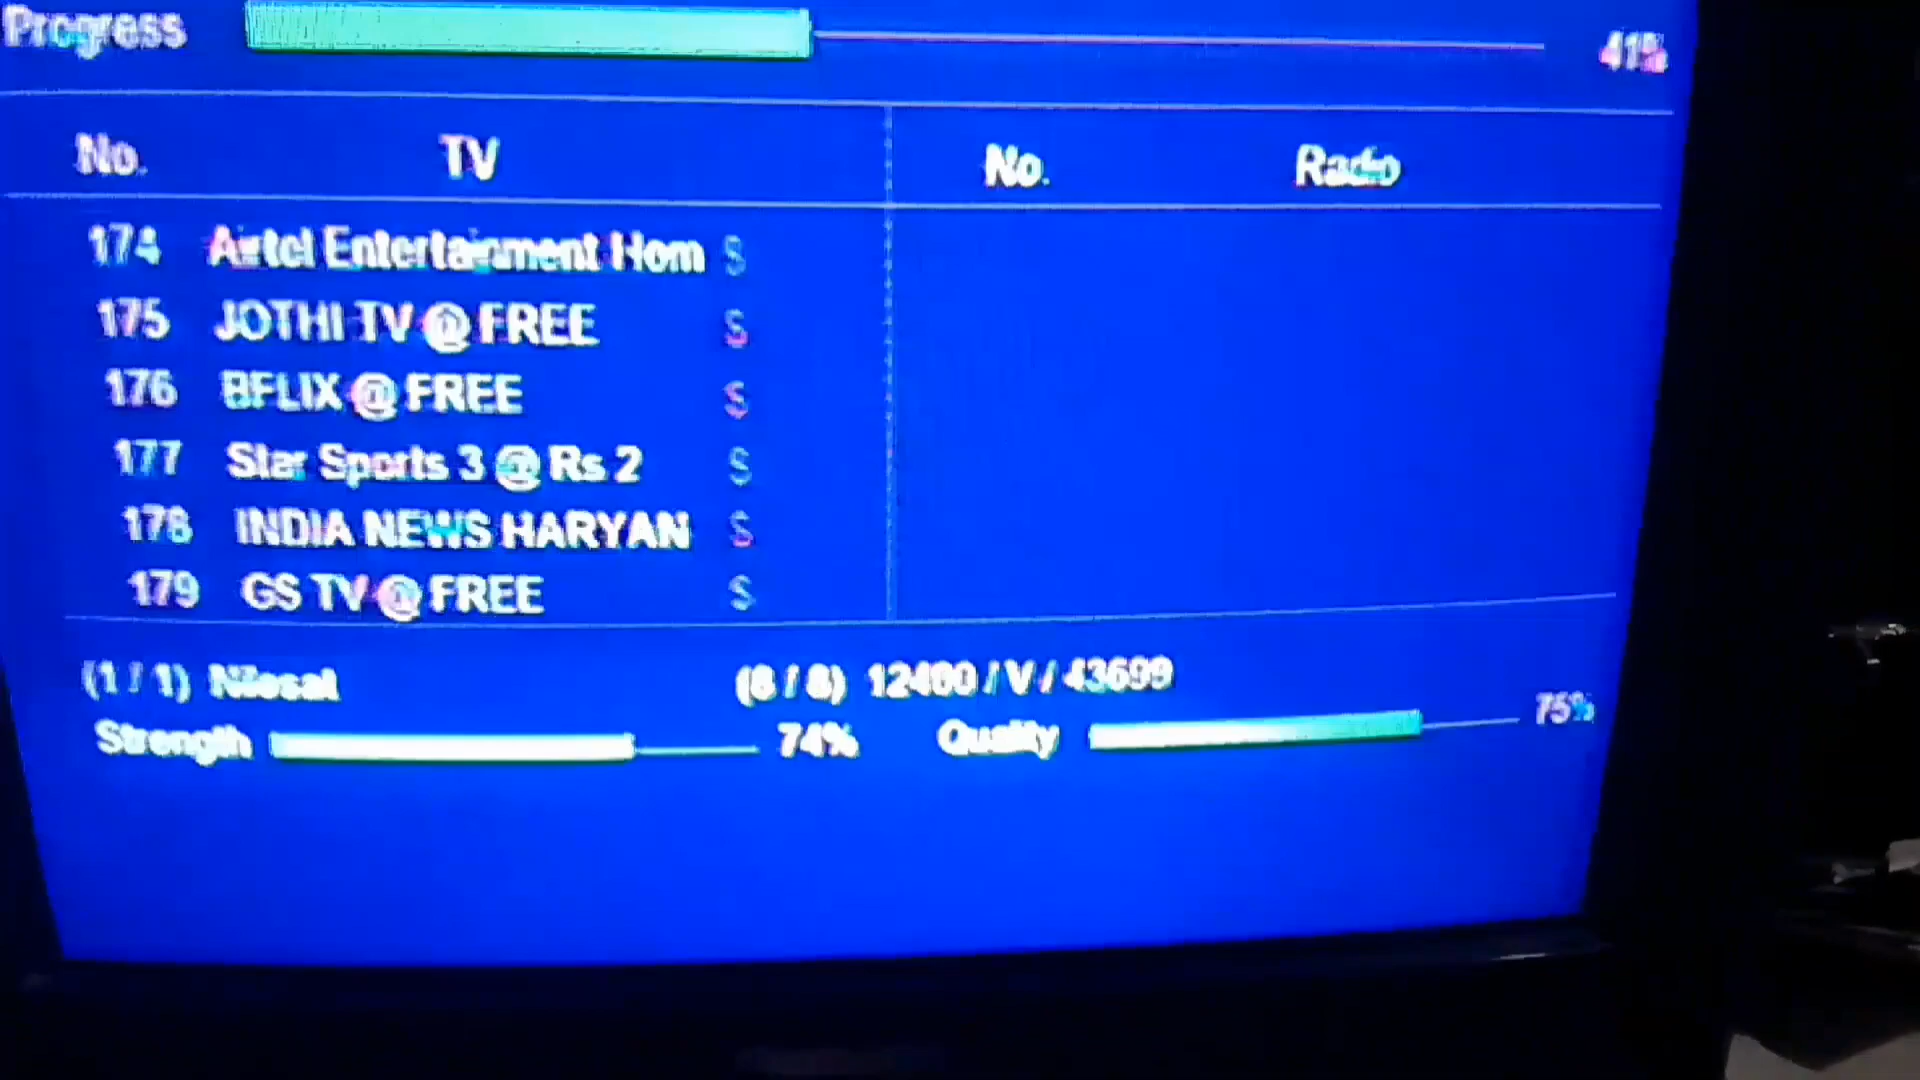 Progress 41%
No. TV No. Radio
174 Airtel Entertainment Hom $
175 JOTHI TV @ FREE $
176 BFLIX @ FREE $
177 Star Sports 3 @ Rs 2 $
178 INDIA NEWS HARYAN $
179 GS TV @ FREE $
(1 / 1) Nilesat (8 / 8) 12480 / V / 43699
Strength 74% Quality 75%